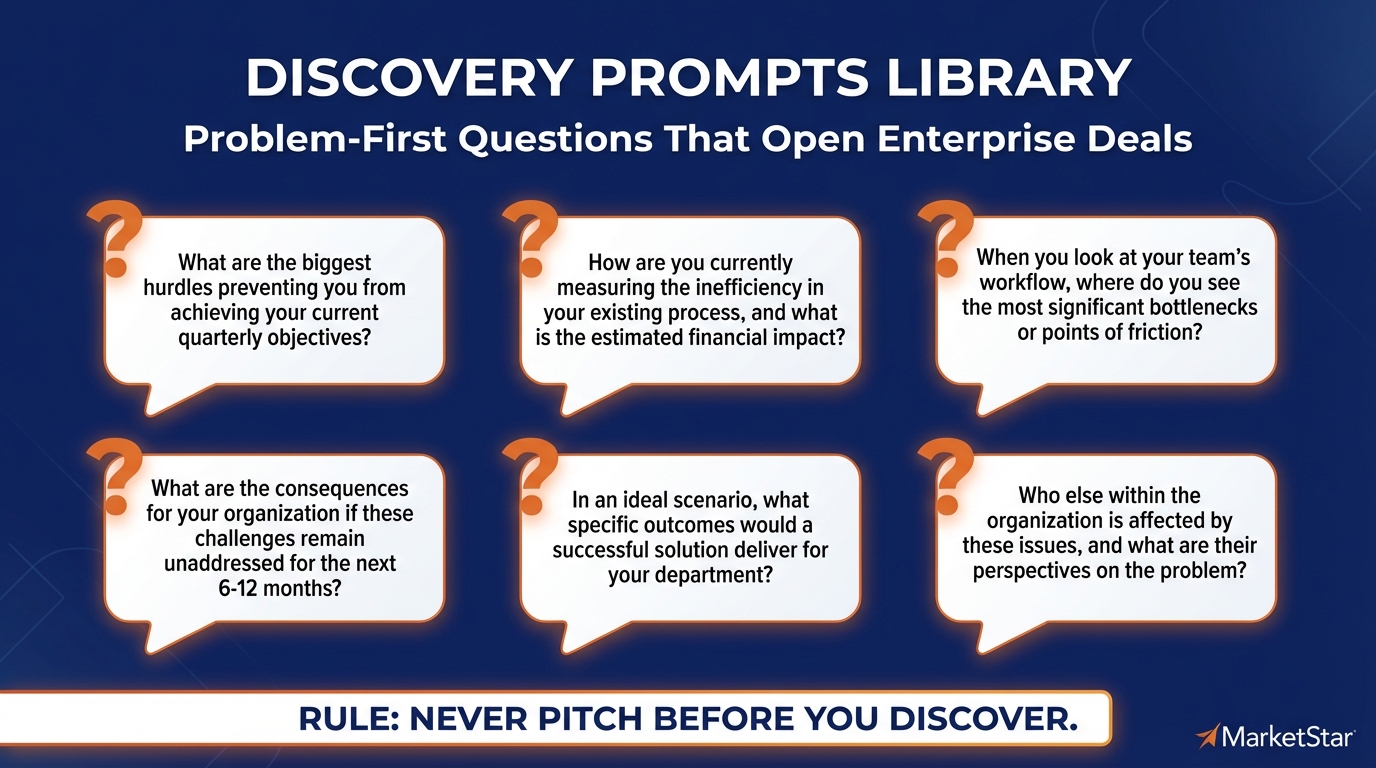 DISCOVERY PROMPTS LIBRARY
Problem-First Questions That Open Enterprise Deals
?
What are the biggest
hurdles preventing you from
achieving your current
quarterly objectives?
?
How are you currently
measuring the inefficiency in
your existing process, and what
is the estimated financial impact?
?
When you look at your team's
workflow, where do you see
the most significant bottlenecks
or points of friction?
?
What are the consequences
for your organization if these
challenges remain
unaddressed for the next
6-12 months?
?
In an ideal scenario, what
specific outcomes would a
successful solution deliver for
your department?
?
Who else within the
organization is affected by
these issues, and what are their
perspectives on the problem?
RULE: NEVER PITCH BEFORE YOU DISCOVER.
MarketStar